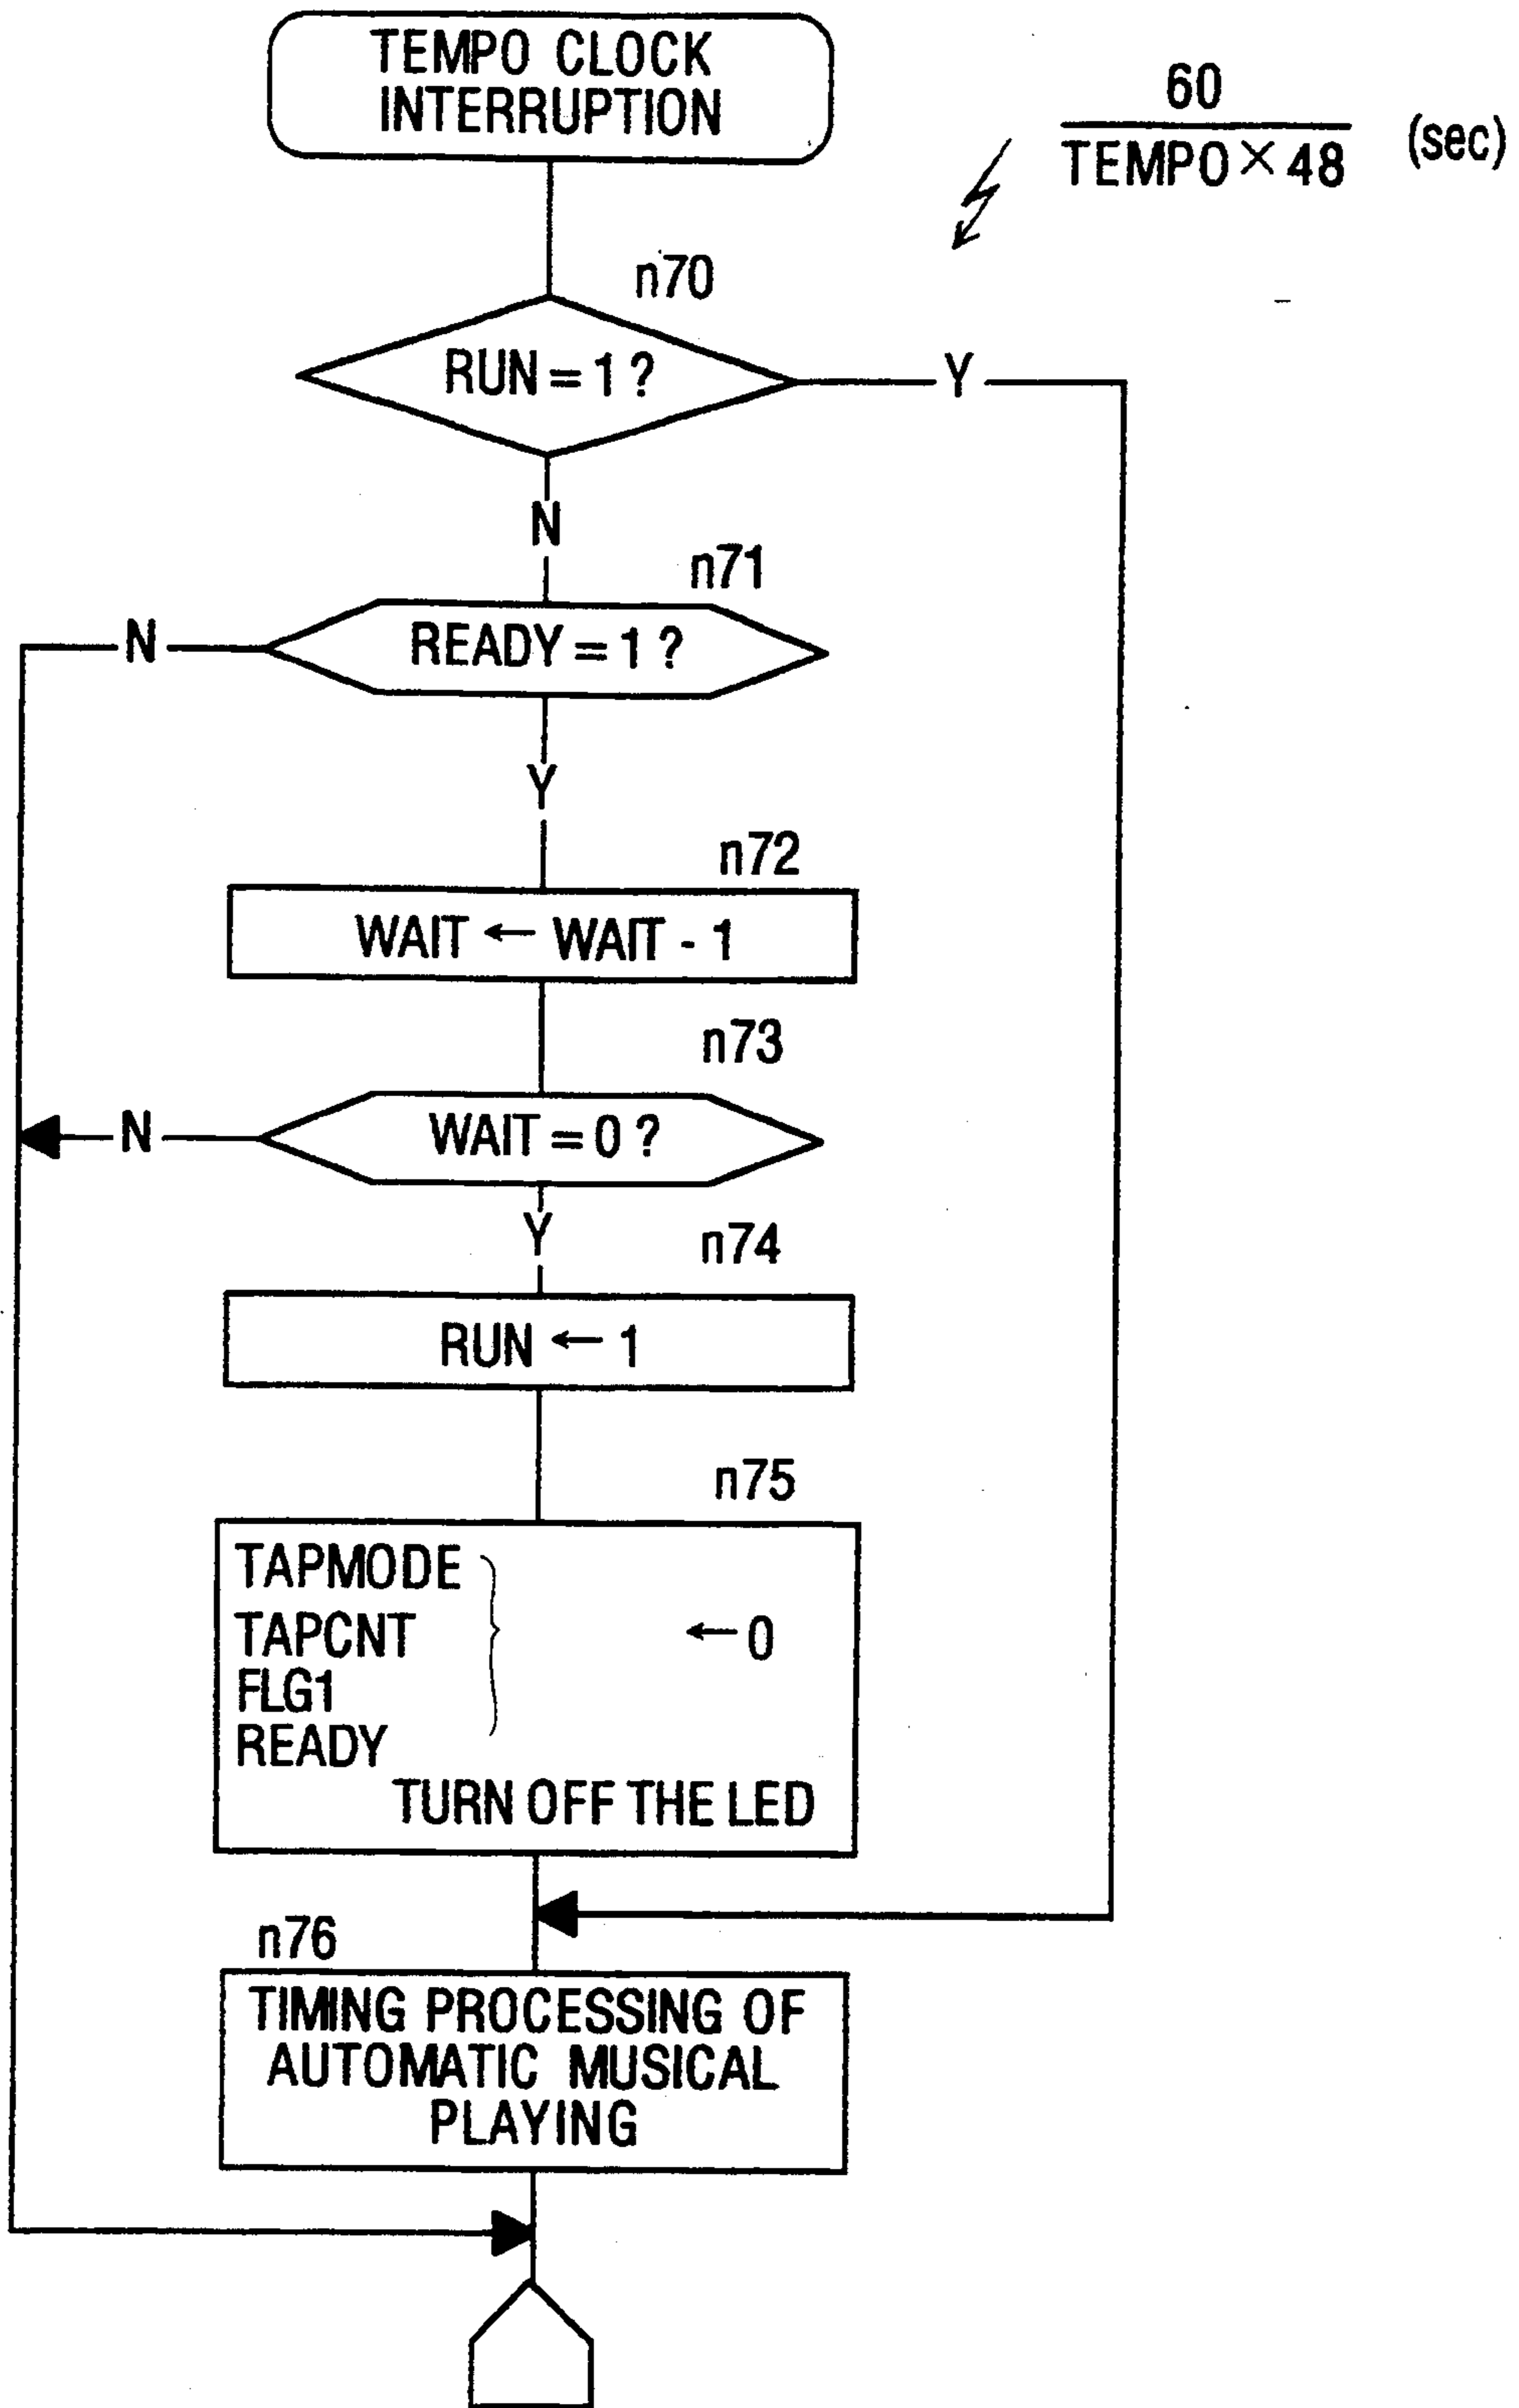 TEMPO CLOCK
INTERRUPTION
60
TEMPO × 48 (sec)
n70
RUN = 1 ?
Y
N
n71
READY = 1 ?
N
Y
n72
WAIT ← WAIT - 1
n73
WAIT = 0 ?
N
Y
n74
RUN ← 1
n75
TAPMODE
TAPCNT ← 0
FLG1
READY
TURN OFF THE LED
n76
TIMING PROCESSING OF
AUTOMATIC MUSICAL
PLAYING